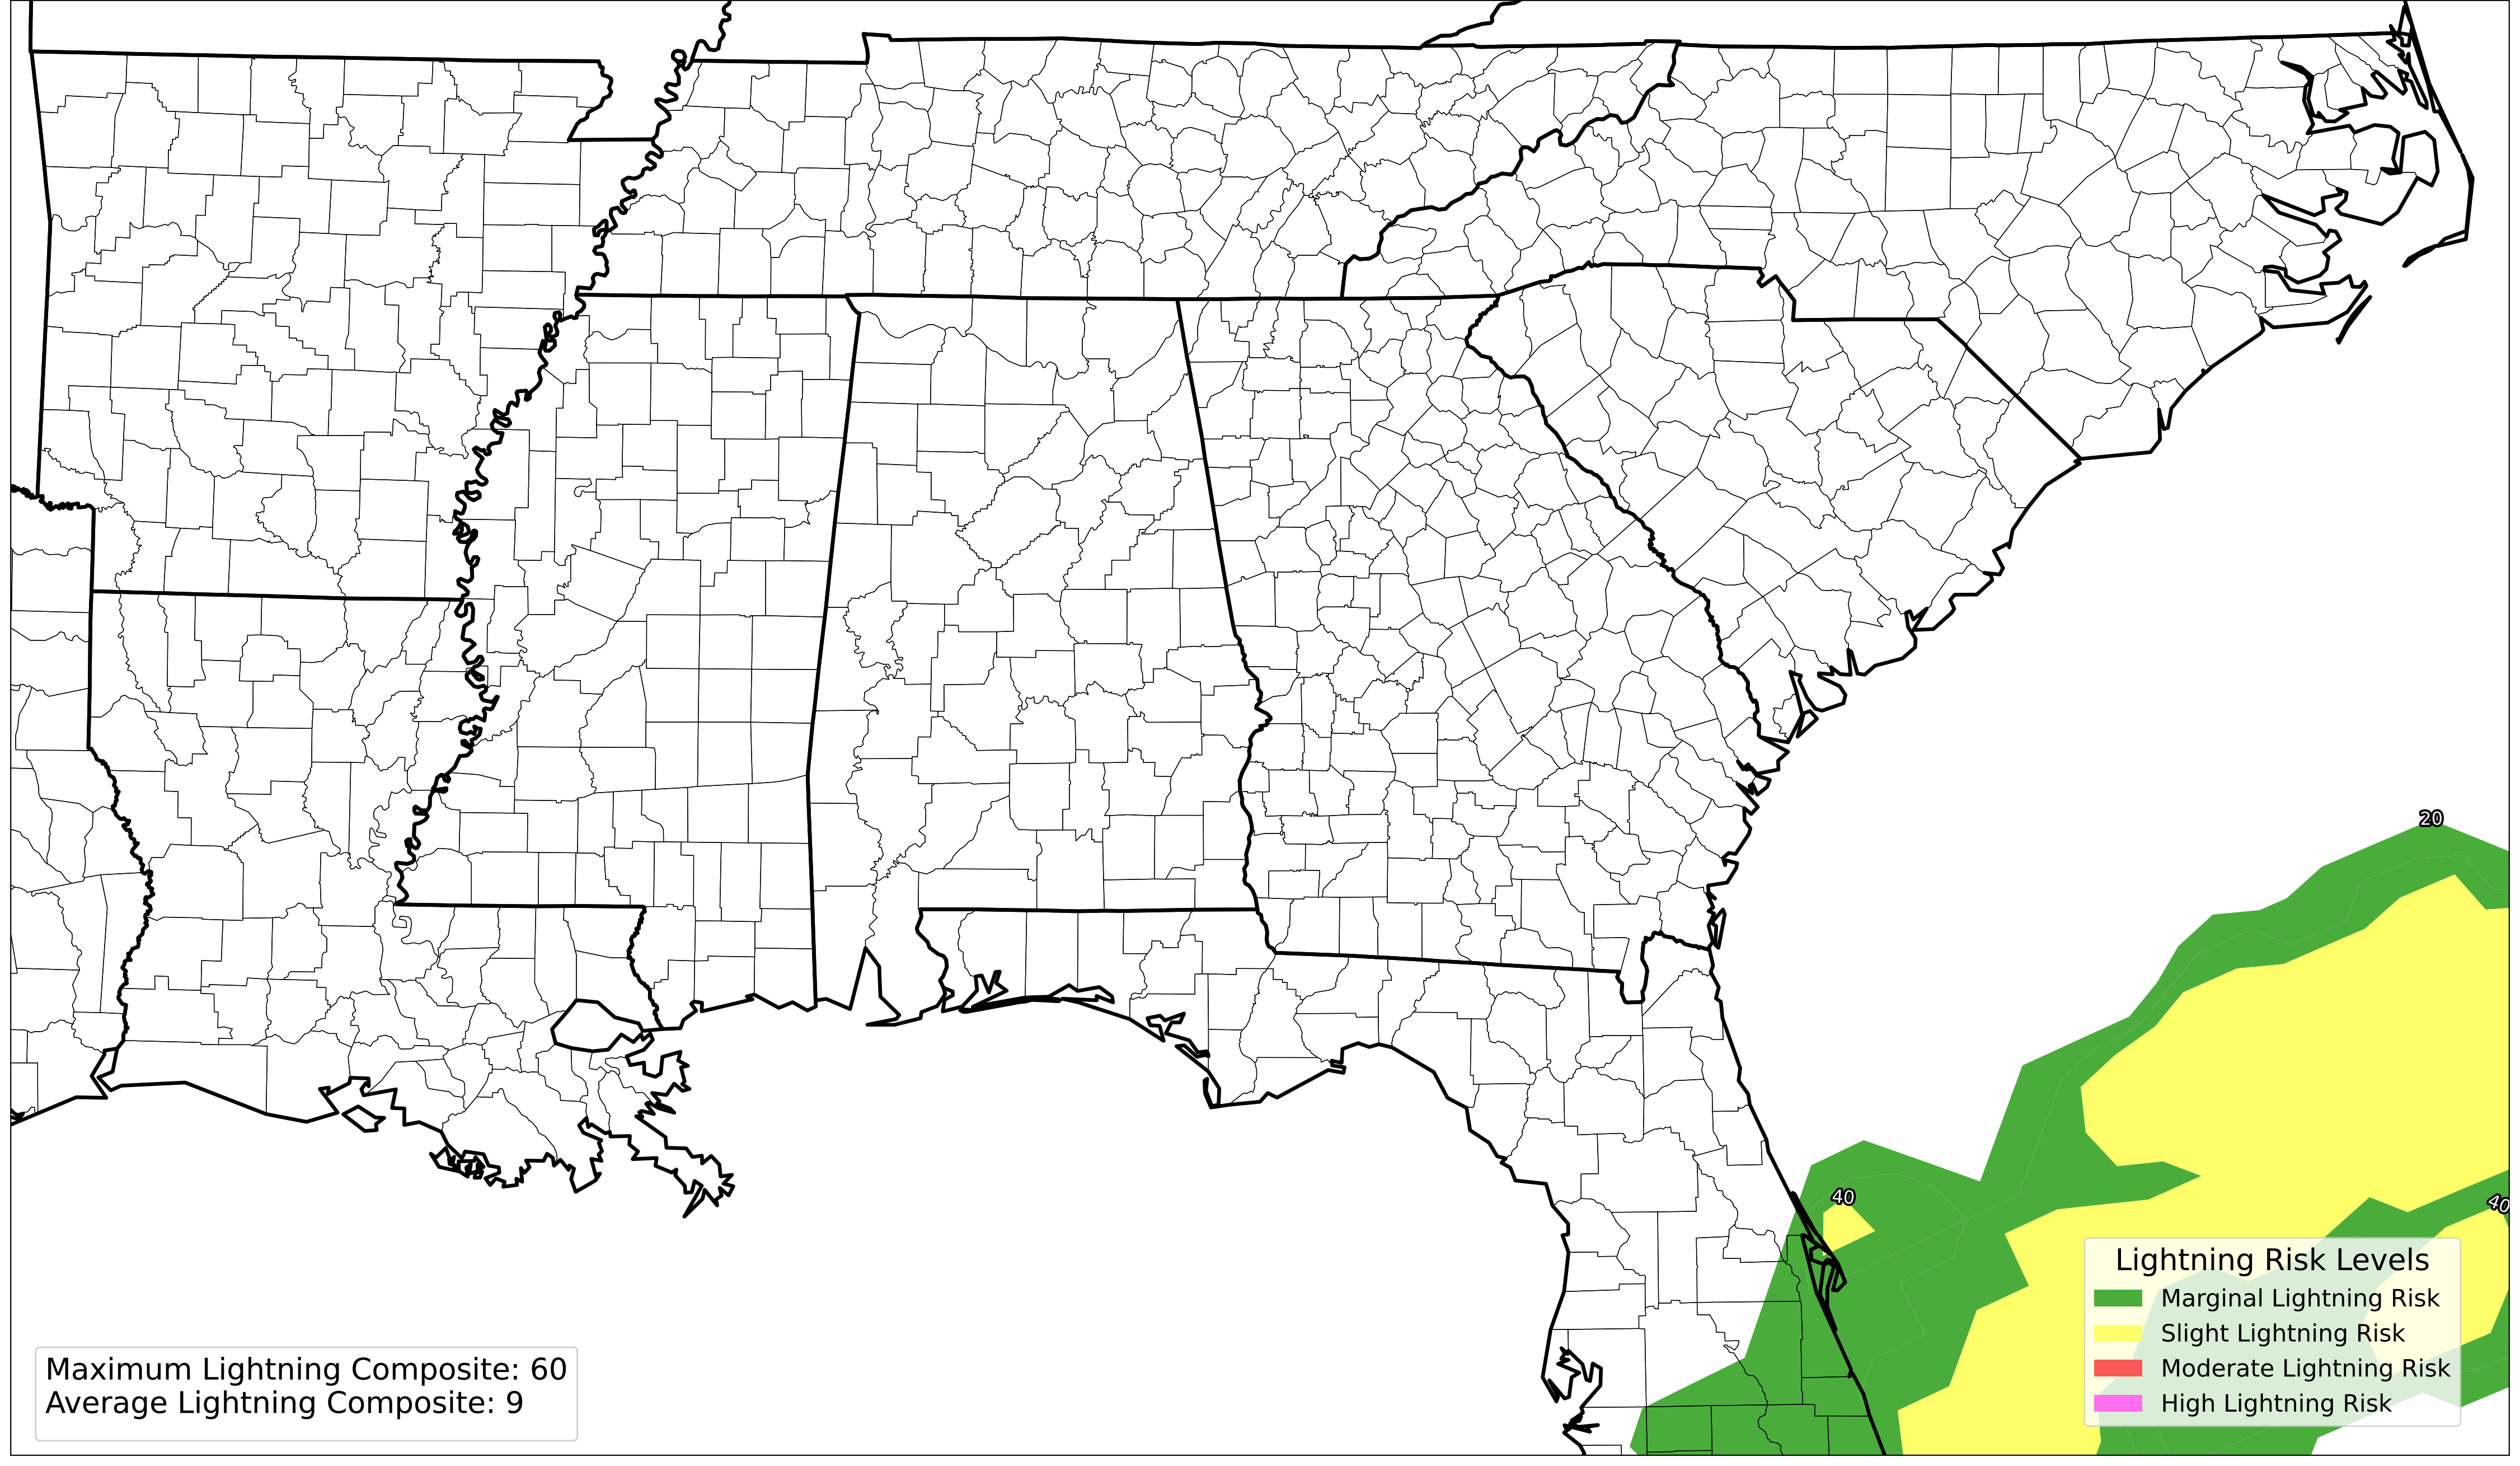 20
40
40
Lightning Risk Levels
Marginal Lightning Risk
Slight Lightning Risk
Moderate Lightning Risk
High Lightning Risk
Maximum Lightning Composite: 60
Average Lightning Composite: 9